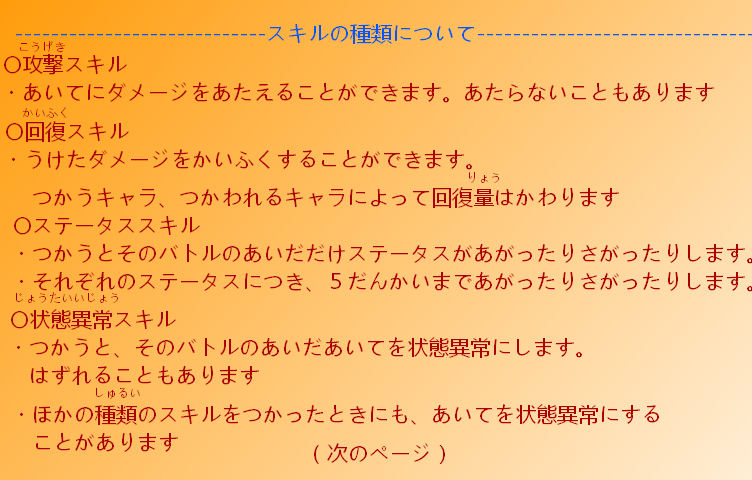 ----------------------------スキルの種類について-------------------------------
こうげき
○攻撃スキル
・あいてにダメージをあたえることができます。あたらないこともあります
かいふく
○回復スキル
・うけたダメージをかいふくすることができます。
りょう
つかうキャラ、つかわれるキャラによって回復量はかわります
○ステータススキル
・つかうとそのバトルのあいだだけステータスがあがったりさがったりします。
・それぞれのステータスにつき、５だんかいまであがったりさがったりします。
じょうたいいじょう
○状態異常スキル
・つかうと、そのバトルのあいだあいてを状態異常にします。
はずれることもあります
しゅるい
・ほかの種類のスキルをつかったときにも、あいてを状態異常にする
ことがあります
（次のページ）